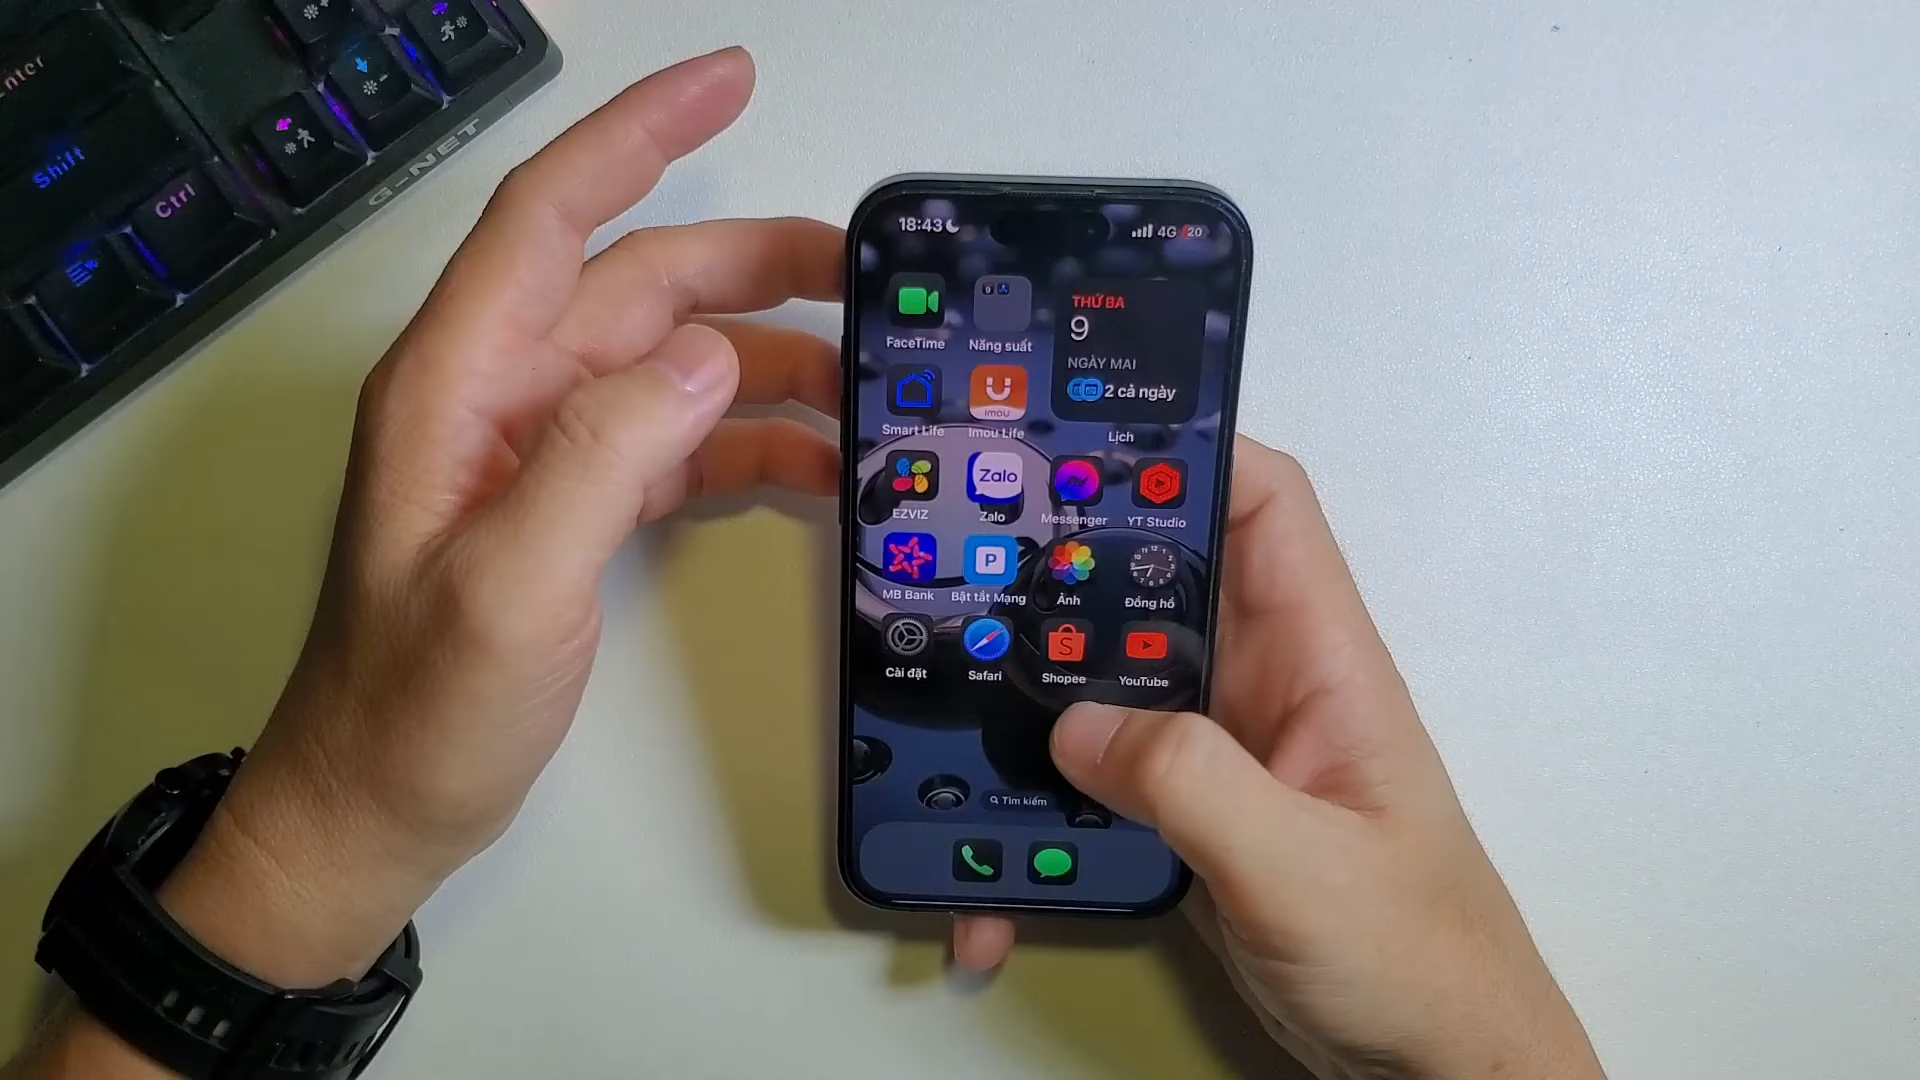 Enter
Shift
Ctrl
G-NET
18:43
4G 20
FaceTime
Năng suất
THỨ BA
9
NGÀY MAI
2 cả ngày
Lịch
Smart Life
imou
Imou Life
EZVIZ
Zalo
Zalo
Messenger
YT Studio
MB Bank
P
Bật tắt Mạng
Ảnh
Đồng hồ
Cài đặt
Safari
S
Shopee
YouTube
Tìm kiếm